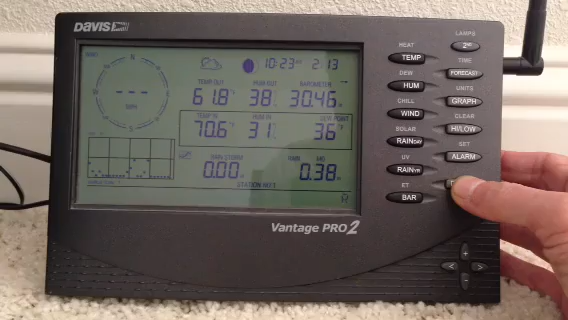 DAVIS
LAMPS
2ND
HEAT
TEMP
TIME
FORECAST
DEW
HUM
UNITS
GRAPH
CHILL
WIND
CLEAR
HI/LOW
SOLAR
RAINDAY
SET
ALARM
UV
RAINYR
ET
BAR
WIND
10:23AM 2:13
TEMP OUT HUM OUT BAROMETER
61.8°F 38% 30.46
TEMP IN HUM IN DEW POINT
70.6°F 31% 36°F
RAIN STORM RAIN MO
0.00 0.38
STATION NO.1
Vantage PRO2